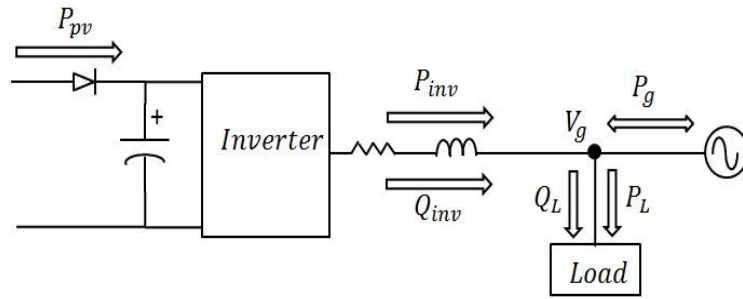 P_pv
+
Inverter
P_inv
Q_inv
V_g
P_g
Q_L
P_L
Load